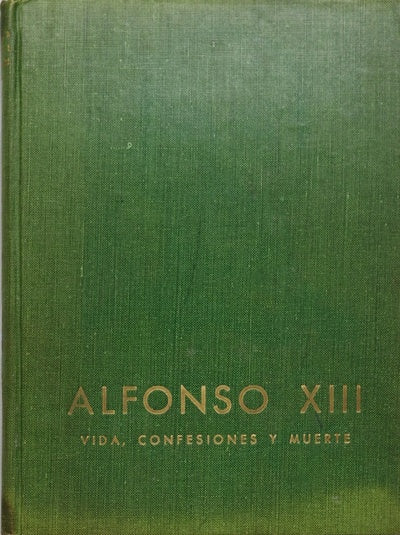 ALFONSO XIII
VIDA, CONFESIONES Y MUERTE